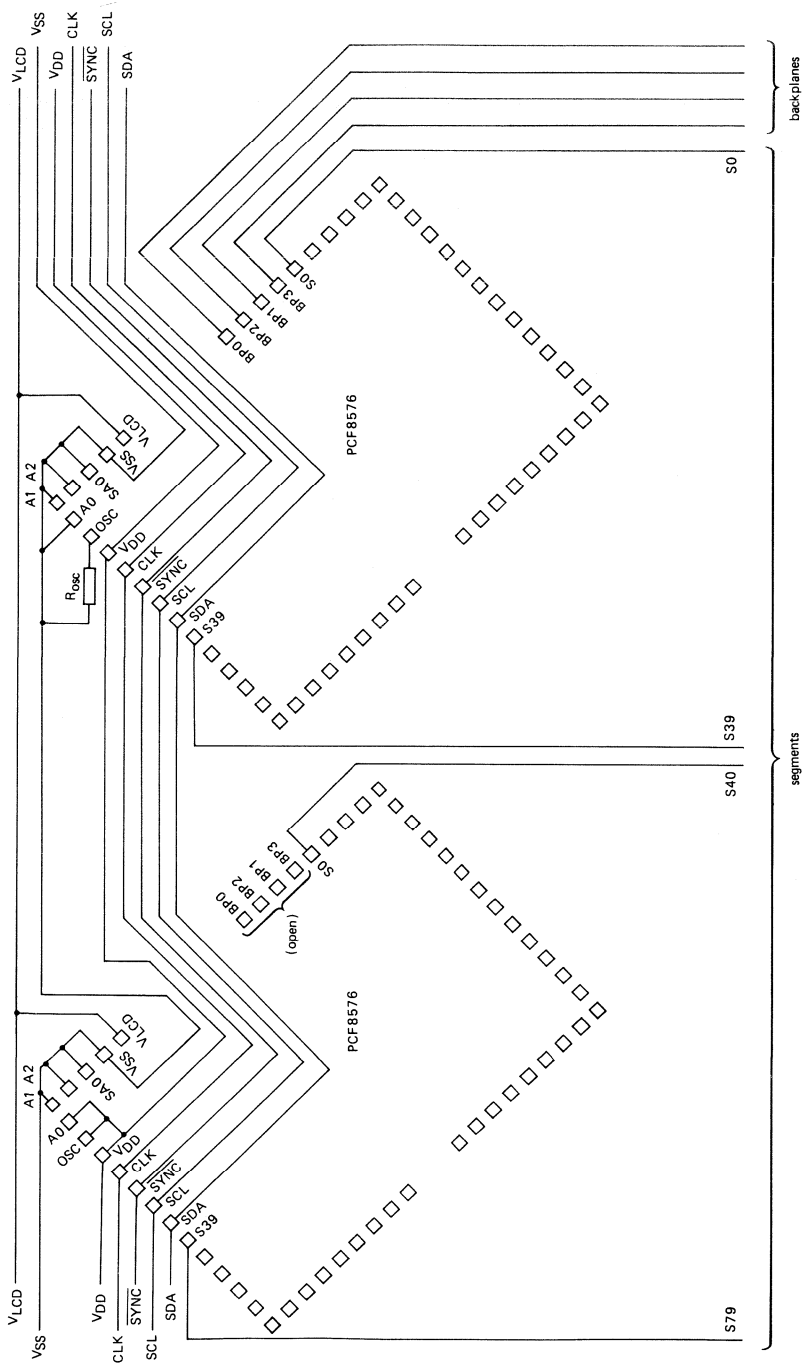 VLCD
VSS
VDD
CLK
SYNC
SCL
SDA
A1 A2
SA0
A0
OSC
VDD
CLK
SYNC
SCL
SDA
S39
VSS
VLCD
BP0
BP2
BP1
BP3
S0
(open)
PCF8576
S79
S40
Rosc
A1 A2
SA0
A0
OSC
VDD
CLK
SYNC
SCL
SDA
S39
VSS
VLCD
BP0
BP2
BP1
BP3
S0
PCF8576
S39
S0
VLCD
VSS
VDD
CLK
SYNC
SCL
SDA
segments
backplanes